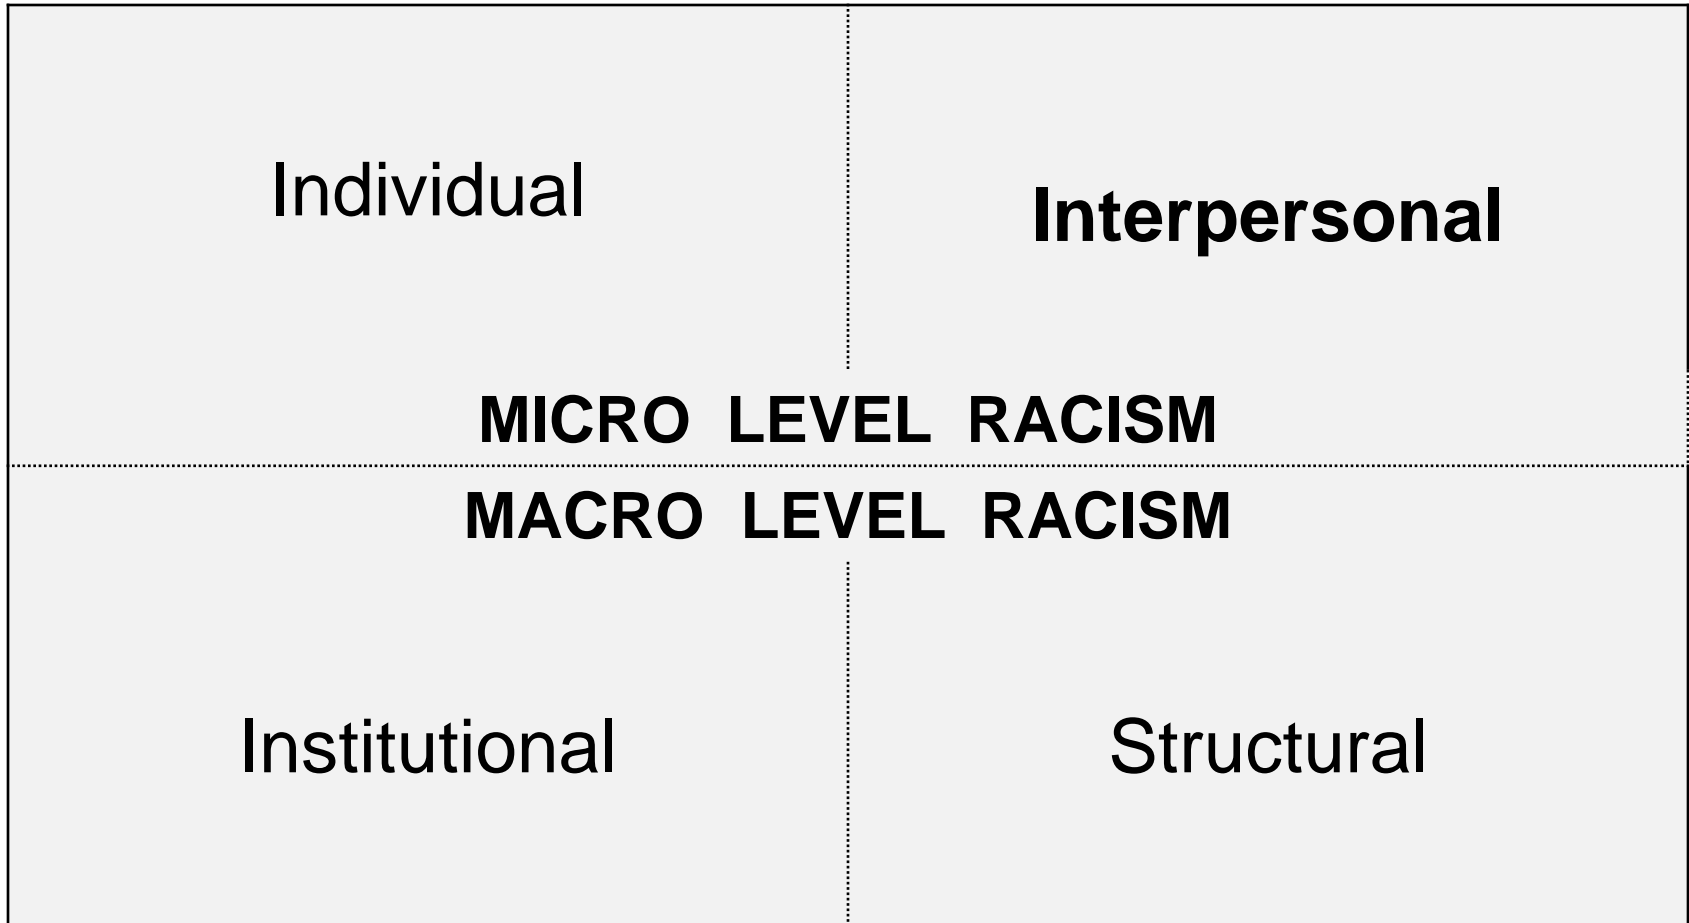 Individual
Interpersonal
MICRO LEVEL RACISM
MACRO LEVEL RACISM
Institutional
Structural